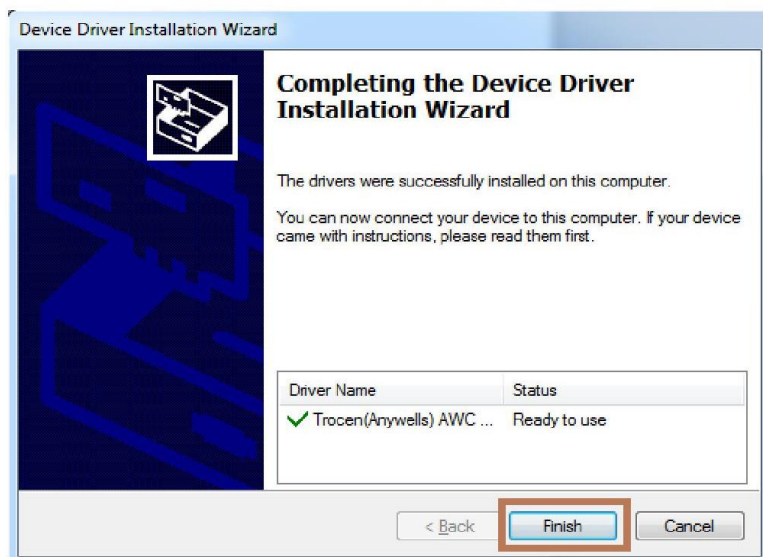 Device Driver Installation Wizard
Completing the Device Driver
Installation Wizard
The drivers were successfully installed on this computer.
You can now connect your device to this computer. If your device
came with instructions, please read them first.
Driver Name Status
Trocen(Anywells) AWC ... Ready to use
< Back Finish Cancel